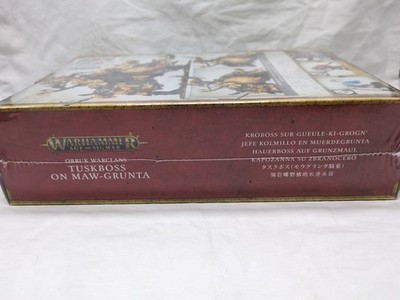 WARHAMMER
AGE OF SIGMAR
ORRUK WARCLANS
TUSKBOSS
ON MAW-GRUNTA
KROBOSS SUR GUEULE-KI-GROGN'
JEFE KOLMILLO EN MUERDEGRUNTA
HAUERBOSS AUF GRUNZMAUL
KAPOZANNA SU ZERANOCERO
タスクボス(モウグランタ騎乗)